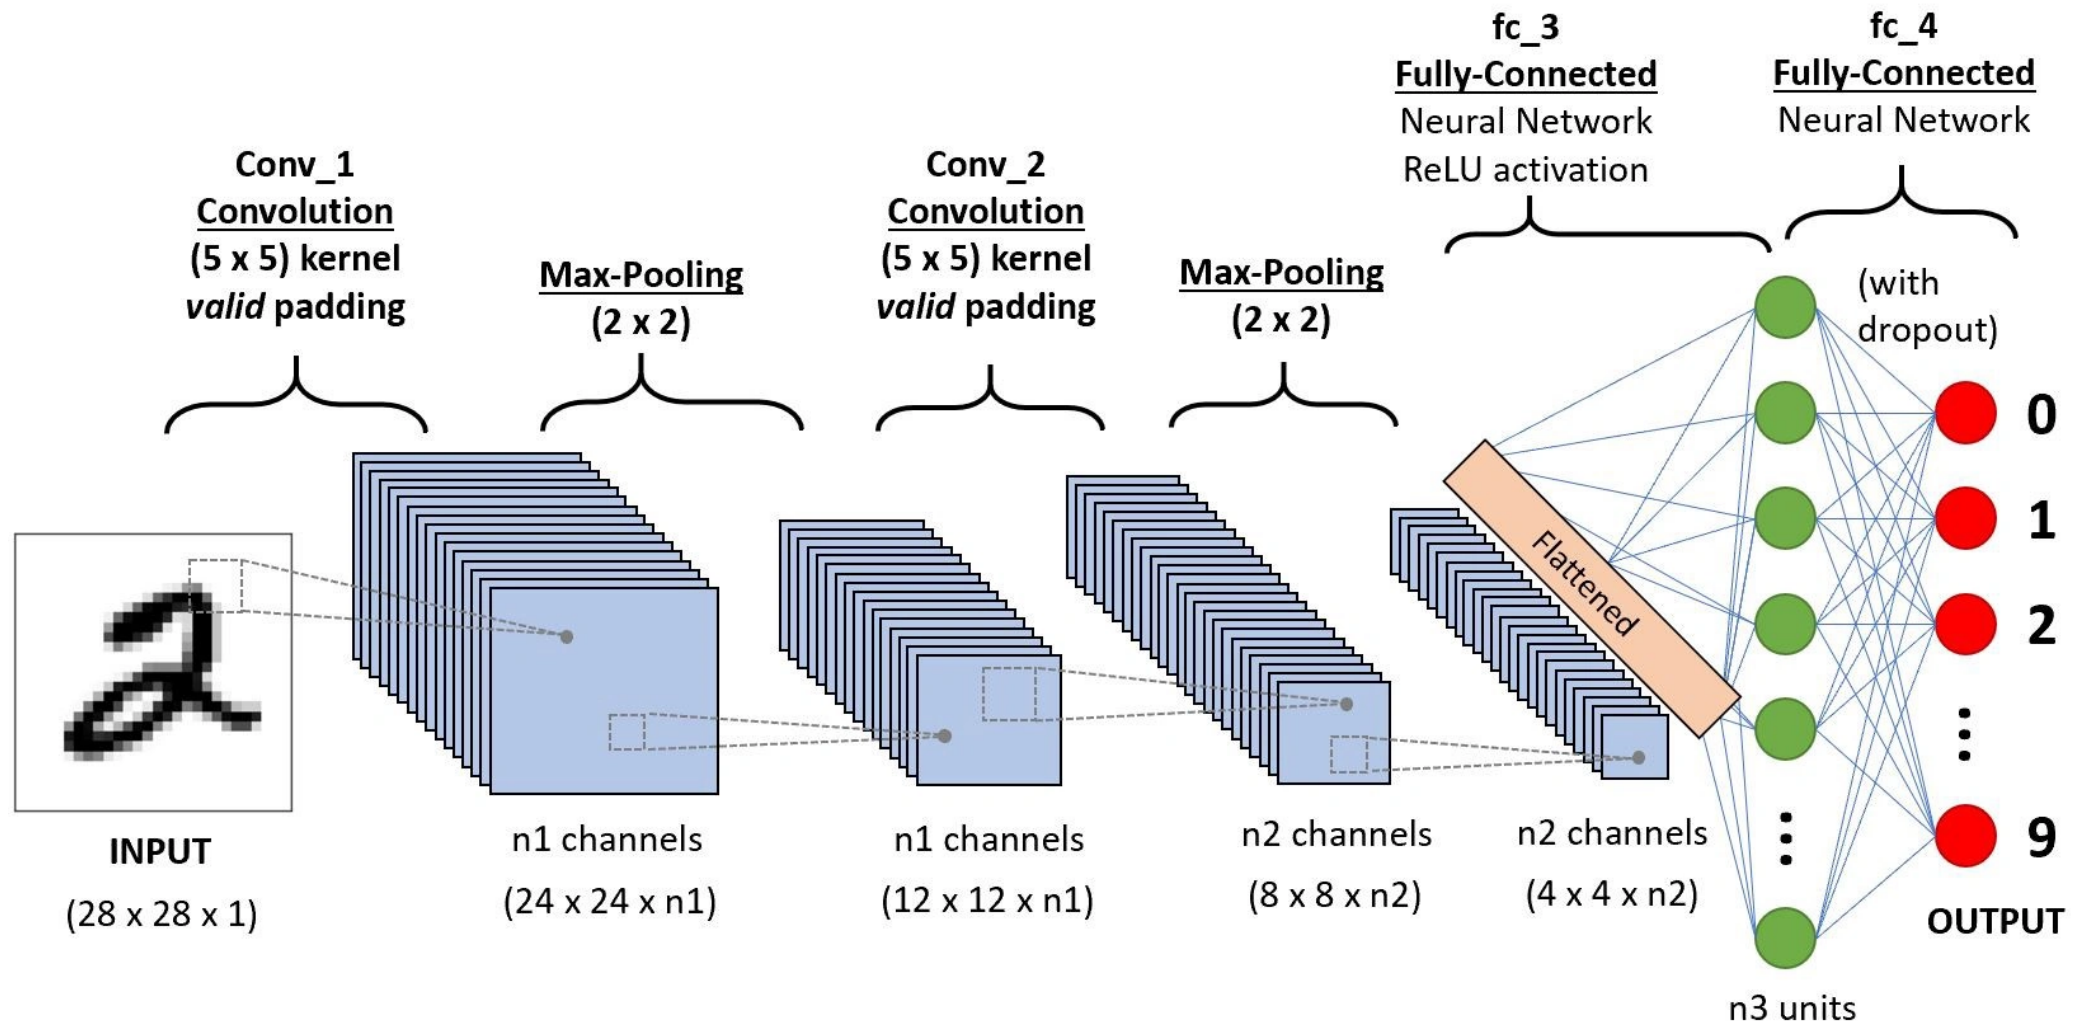 Conv_1
Convolution
(5 x 5) kernel
valid padding
Max-Pooling
(2 x 2)
Conv_2
Convolution
(5 x 5) kernel
valid padding
Max-Pooling
(2 x 2)
fc_3
Fully-Connected
Neural Network
ReLU activation
fc_4
Fully-Connected
Neural Network
(with
dropout)
Flattened
0
1
2
9
INPUT
(28 x 28 x 1)
n1 channels
(24 x 24 x n1)
n1 channels
(12 x 12 x n1)
n2 channels
(8 x 8 x n2)
n2 channels
(4 x 4 x n2)
OUTPUT
n3 units
2